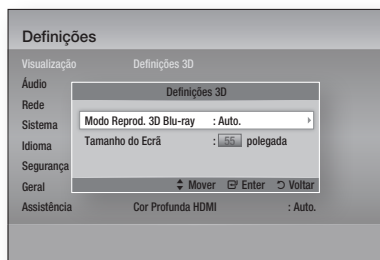 Definições
Visualização Definições 3D
Áudio
Definições 3D
Rede
Sistema
Modo Reprod. 3D Blu-ray : Auto.
Idioma
Tamanho do Ecrã : 55 polegada
Segurança
Geral
Mover Enter Voltar
Assistência Cor Profunda HDMI : Auto.